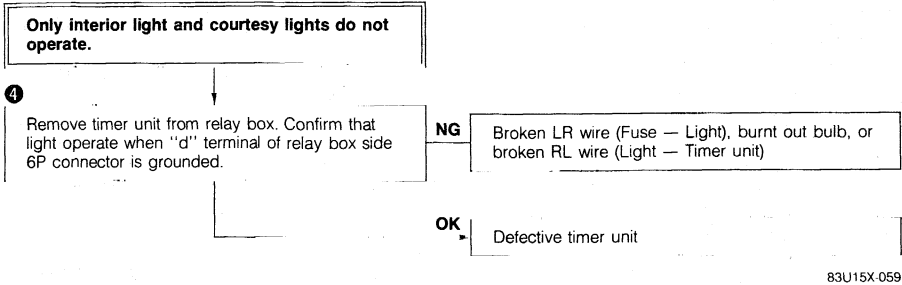 Only interior light and courtesy lights do not
operate.
4
Remove timer unit from relay box. Confirm that
light operate when "d" terminal of relay box side
6P connector is grounded.
NG
Broken LR wire (Fuse — Light), burnt out bulb, or
broken RL wire (Light — Timer unit)
OK
Defective timer unit
83U15X-059